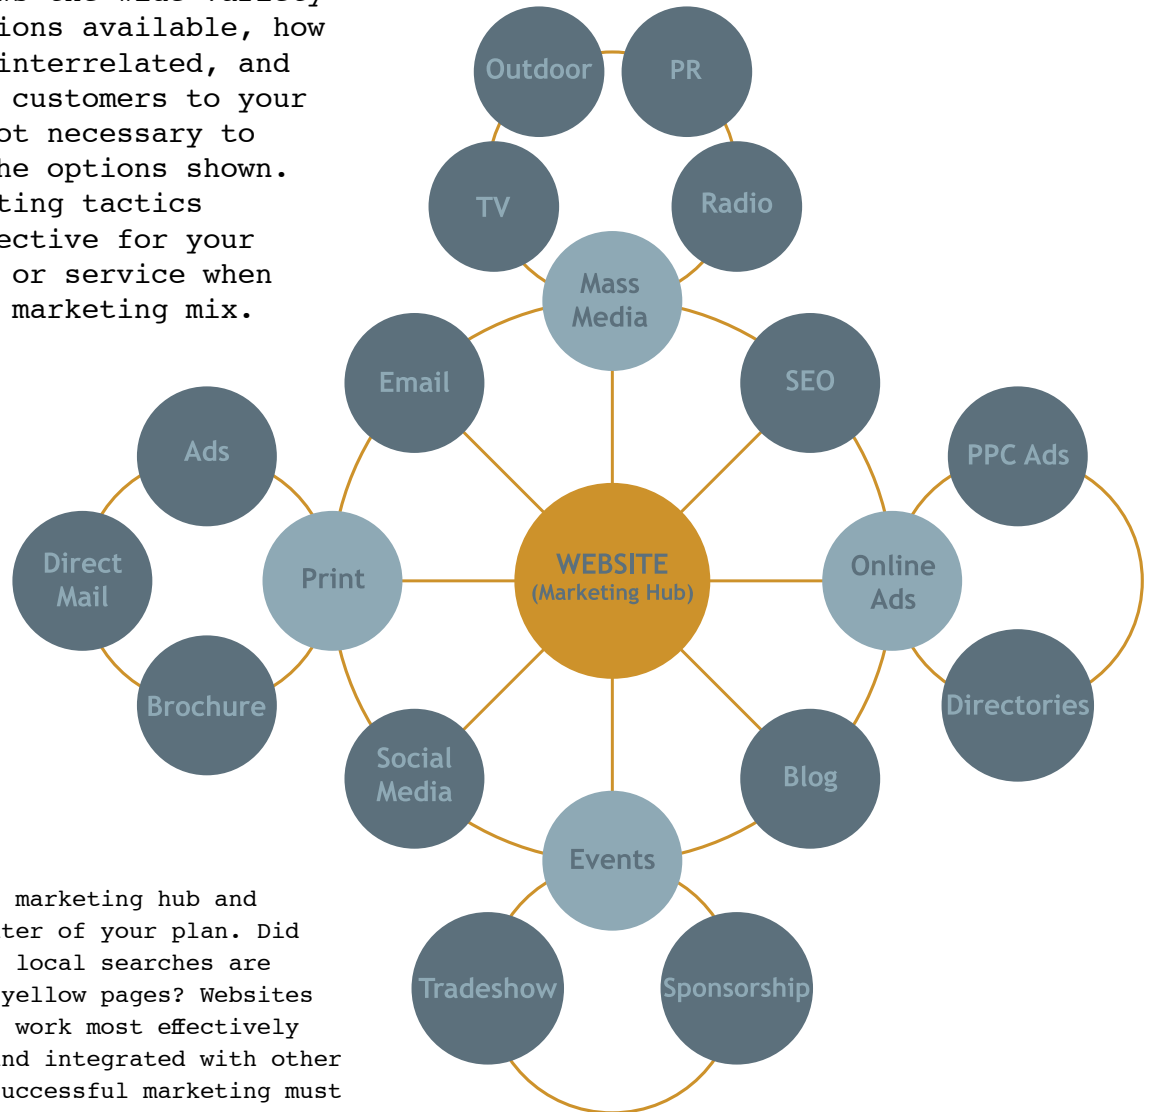 ions available, how
interrelated, and
customers to your
ot necessary to
he options shown.
ting tactics
ective for your
or service when
marketing mix.
Outdoor
PR
TV
Radio
Mass
Media
Email
SEO
Ads
PPC Ads
Direct
Mail
Print
WEBSITE
(Marketing Hub)
Online
Ads
Brochure
Directories
Social
Media
Blog
Events
Tradeshow
Sponsorship
marketing hub and
ter of your plan. Did
local searches are
yellow pages? Websites
work most effectively
nd integrated with other
uccessful marketing must